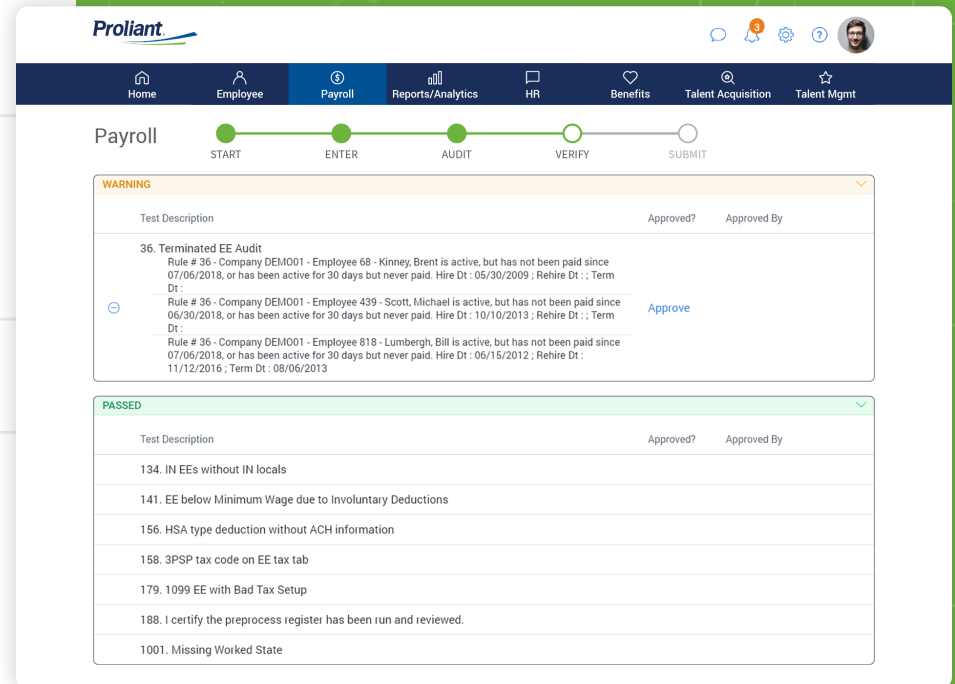 Proliant
3
Home Employee Payroll Reports/Analytics HR Benefits Talent Acquisition Talent Mgmt
Payroll
START ENTER AUDIT VERIFY SUBMIT
WARNING
Test Description Approved? Approved By
36. Terminated EE Audit
Rule # 36 - Company DEMO01 - Employee 68 - Kinney, Brent is active, but has not been paid since
07/06/2018, or has been active for 30 days but never paid. Hire Dt : 05/30/2009 ; Rehire Dt : ; Term
Dt :
Rule # 36 - Company DEMO01 - Employee 439 - Scott, Michael is active, but has not been paid since
06/30/2018, or has been active for 30 days but never paid. Hire Dt : 10/10/2013 ; Rehire Dt : ; Term
Dt :
Approve
Rule # 36 - Company DEMO01 - Employee 818 - Lumbergh, Bill is active, but has not been paid since
07/06/2018, or has been active for 30 days but never paid. Hire Dt : 06/15/2012 ; Rehire Dt :
11/12/2016 ; Term Dt : 08/06/2013
PASSED
Test Description Approved? Approved By
134. IN EEs without IN locals
141. EE below Minimum Wage due to Involuntary Deductions
156. HSA type deduction without ACH information
158. 3PSP tax code on EE tax tab
179. 1099 EE with Bad Tax Setup
188. I certify the preprocess register has been run and reviewed.
1001. Missing Worked State